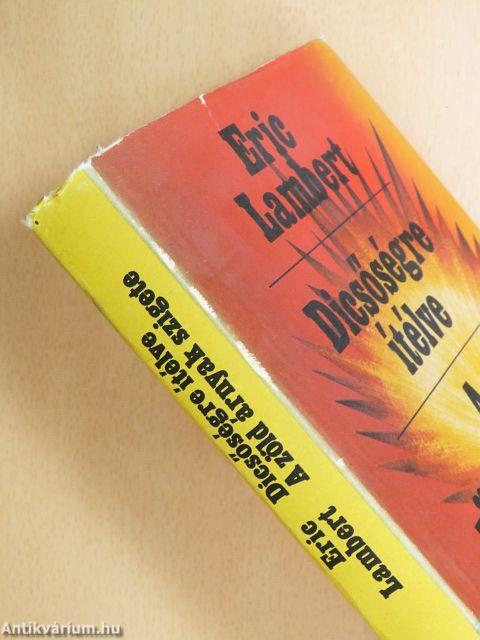 Eric
Lambert
Dicsőségre
ítélve
A
Eric
Lambert
Dicsőségre ítélve
A zöld árnyak szigete
Antikvárium.hu